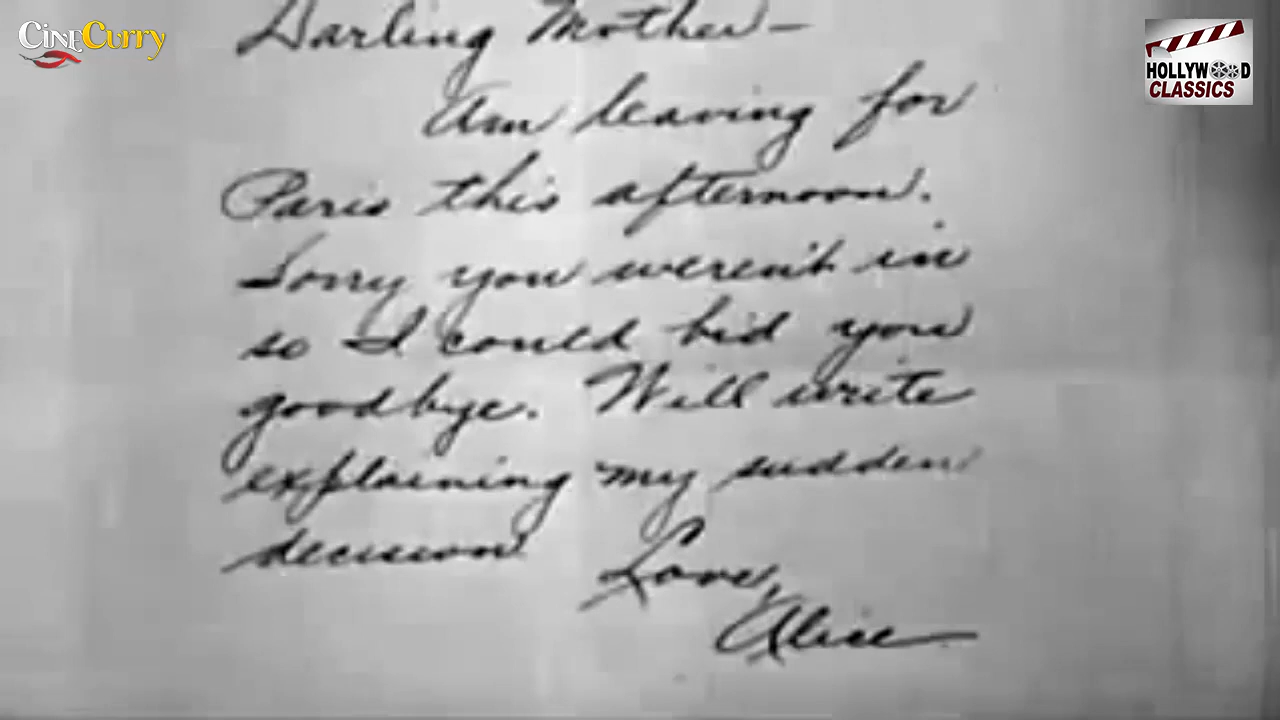 CineCurry
HOLLYWOOD
CLASSICS
Darling Mother—
Am leaving for
Paris this afternoon.
Sorry you weren't in
so I could bid you
goodbye. Will write
explaining my sudden
decision
Love,
Alice